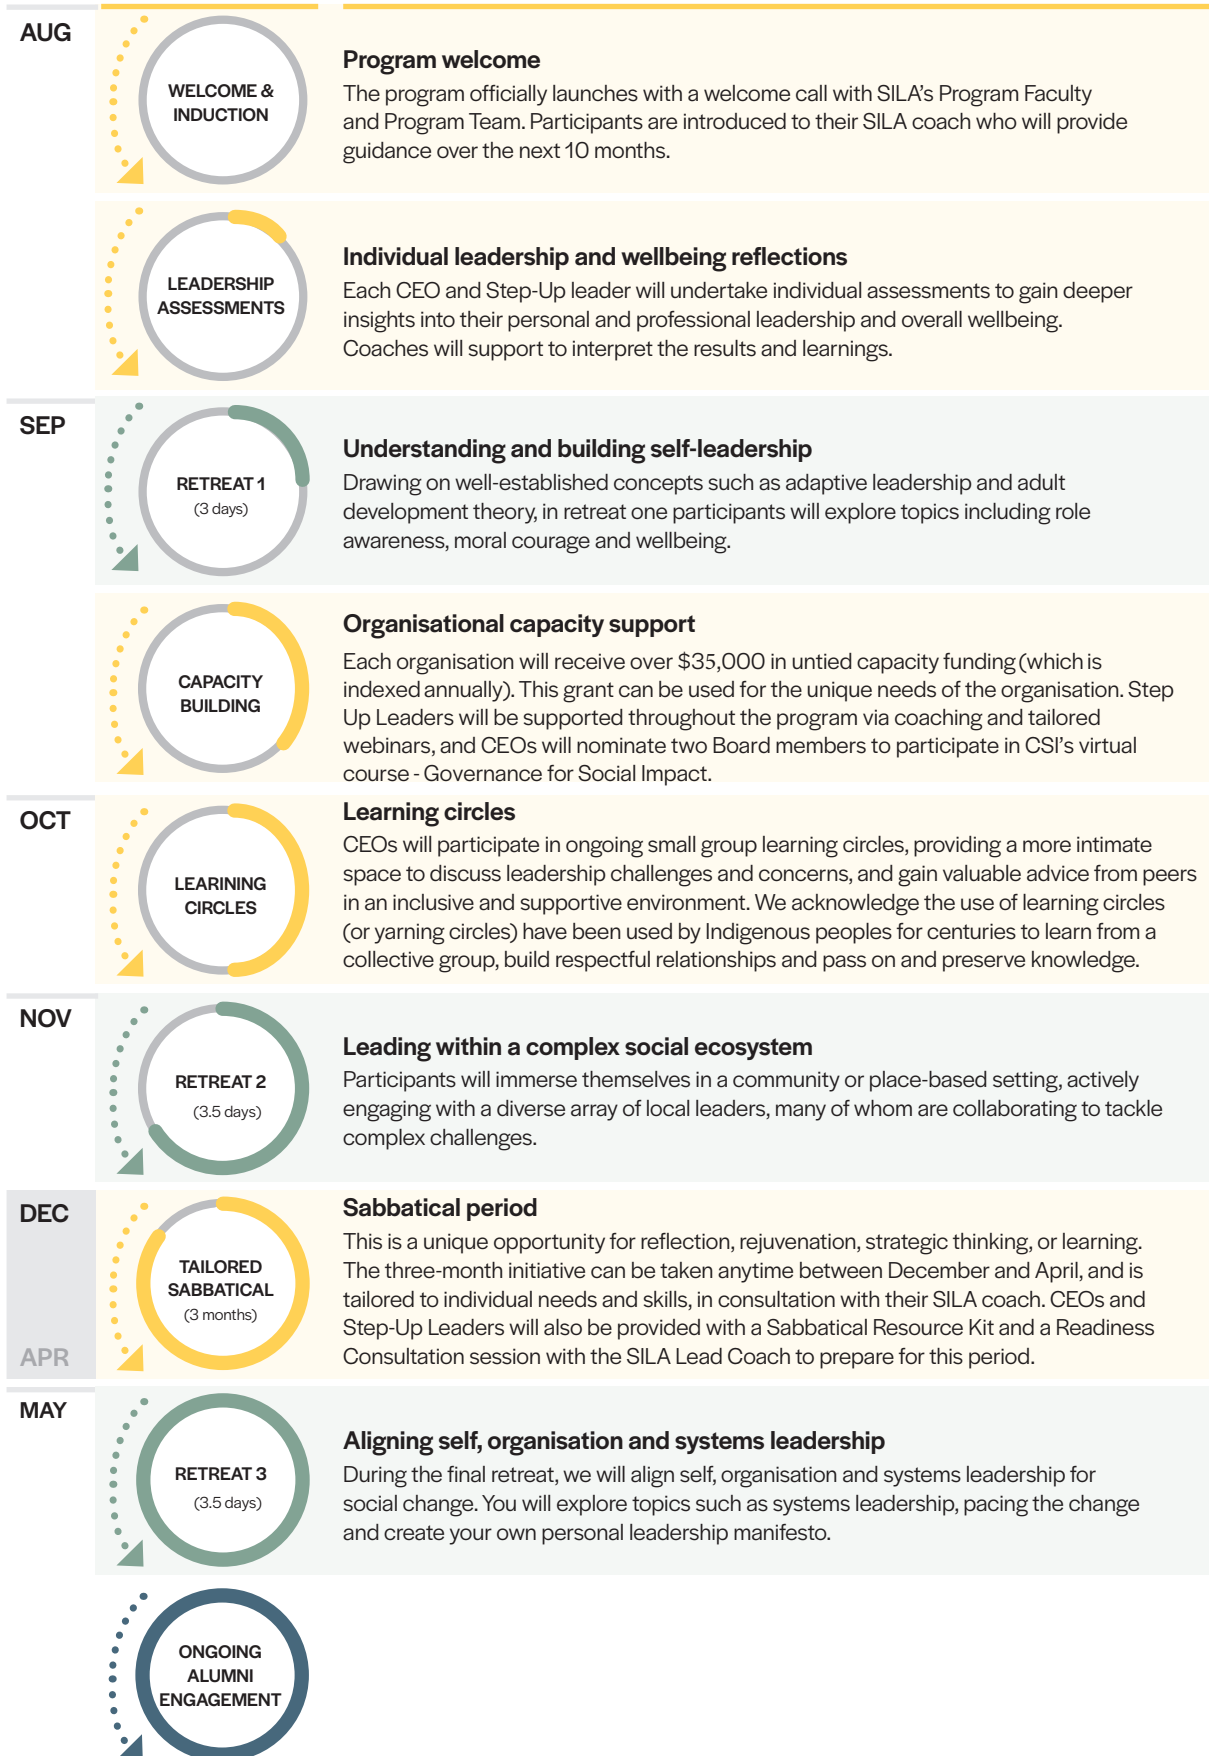 AUG
WELCOME &
INDUCTION
Program welcome
The program officially launches with a welcome call with SILA's Program Faculty
and Program Team. Participants are introduced to their SILA coach who will provide
guidance over the next 10 months.
LEADERSHIP
ASSESSMENTS
Individual leadership and wellbeing reflections
Each CEO and Step-Up leader will undertake individual assessments to gain deeper
insights into their personal and professional leadership and overall wellbeing.
Coaches will support to interpret the results and learnings.
SEP
RETREAT 1
(3 days)
Understanding and building self-leadership
Drawing on well-established concepts such as adaptive leadership and adult
development theory, in retreat one participants will explore topics including role
awareness, moral courage and wellbeing.
CAPACITY
BUILDING
Organisational capacity support
Each organisation will receive over $35,000 in untied capacity funding (which is
indexed annually). This grant can be used for the unique needs of the organisation. Step
Up Leaders will be supported throughout the program via coaching and tailored
webinars, and CEOs will nominate two Board members to participate in CSI's virtual
course - Governance for Social Impact.
OCT
LEARINING
CIRCLES
Learning circles
CEOs will participate in ongoing small group learning circles, providing a more intimate
space to discuss leadership challenges and concerns, and gain valuable advice from peers
in an inclusive and supportive environment. We acknowledge the use of learning circles
(or yarning circles) have been used by Indigenous peoples for centuries to learn from a
collective group, build respectful relationships and pass on and preserve knowledge.
NOV
RETREAT 2
(3.5 days)
Leading within a complex social ecosystem
Participants will immerse themselves in a community or place-based setting, actively
engaging with a diverse array of local leaders, many of whom are collaborating to tackle
complex challenges.
DEC
APR
TAILORED
SABBATICAL
(3 months)
Sabbatical period
This is a unique opportunity for reflection, rejuvenation, strategic thinking, or learning.
The three-month initiative can be taken anytime between December and April, and is
tailored to individual needs and skills, in consultation with their SILA coach. CEOs and
Step-Up Leaders will also be provided with a Sabbatical Resource Kit and a Readiness
Consultation session with the SILA Lead Coach to prepare for this period.
MAY
RETREAT 3
(3.5 days)
Aligning self, organisation and systems leadership
During the final retreat, we will align self, organisation and systems leadership for
social change. You will explore topics such as systems leadership, pacing the change
and create your own personal leadership manifesto.
ONGOING
ALUMNI
ENGAGEMENT